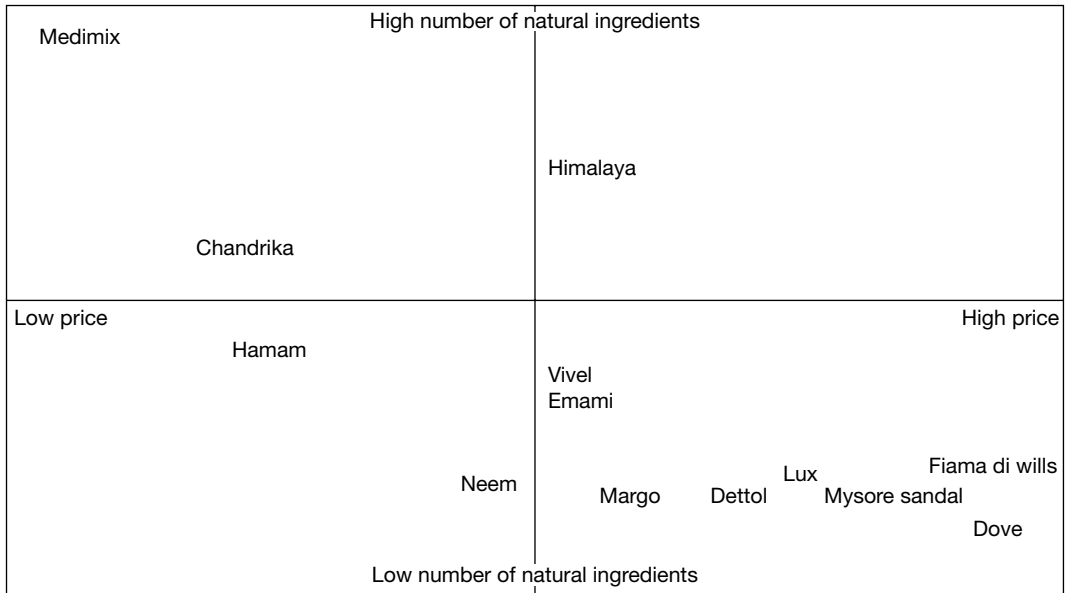 High number of natural ingredients
Medimix
Himalaya
Chandrika
Low price
High price
Hamam
Vivel
Emami
Fiama di wills
Lux
Neem
Margo
Dettol
Mysore sandal
Dove
Low number of natural ingredients